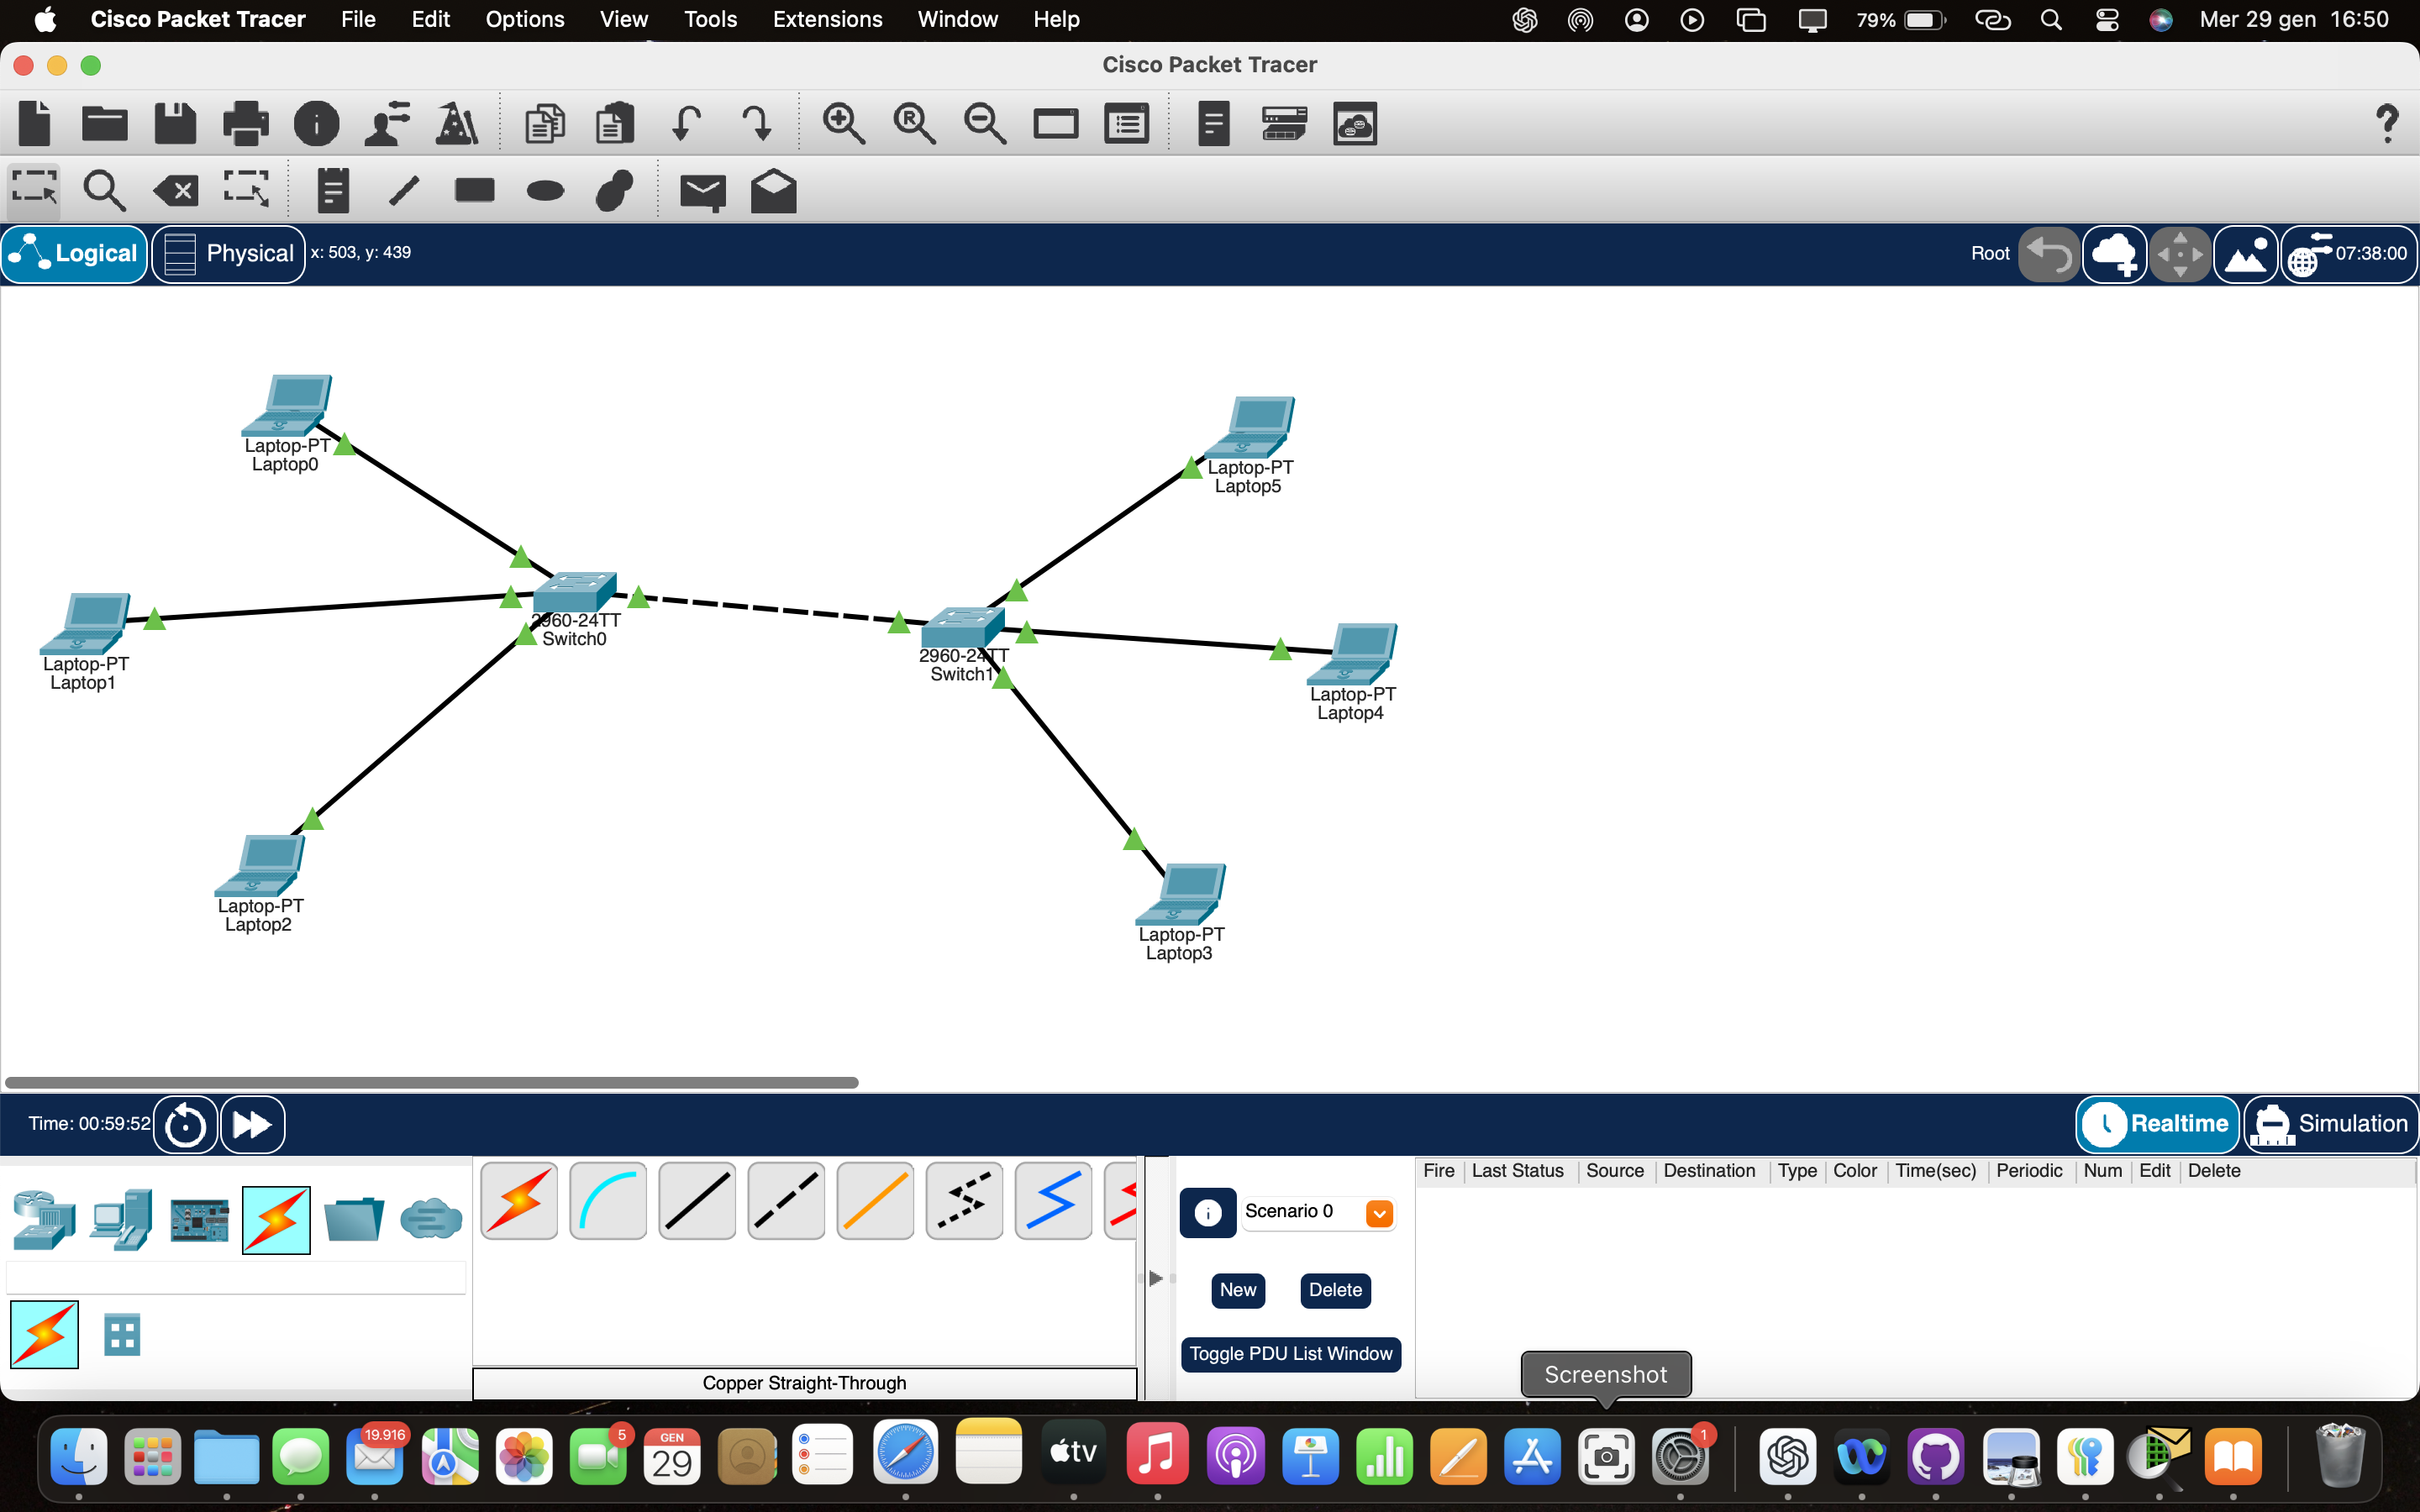 Cisco Packet Tracer File Edit Options View Tools Extensions Window Help 79% Mer 29 gen 16:50
Cisco Packet Tracer
Logical Physical x: 503, y: 439 Root 07:38:00
Laptop-PT
Laptop0
Laptop-PT
Laptop5
2960-24TT
Switch0
2960-24TT
Switch1
Laptop-PT
Laptop1
Laptop-PT
Laptop4
Laptop-PT
Laptop2
Laptop-PT
Laptop3
Time: 00:59:52 Realtime Simulation
Fire Last Status Source Destination Type Color Time(sec) Periodic Num Edit Delete
Scenario 0
New Delete
Toggle PDU List Window
Copper Straight-Through
Screenshot
19.916
5
GEN
29
tv
1